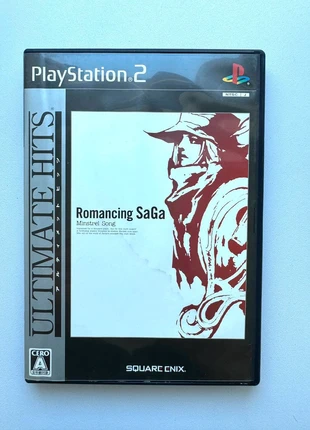 PlayStation®2
ULTIMATE HITS
アルティメット ヒッツ
Romancing SaGa
Minstrel Song
CERO
A
SQUARE ENIX.